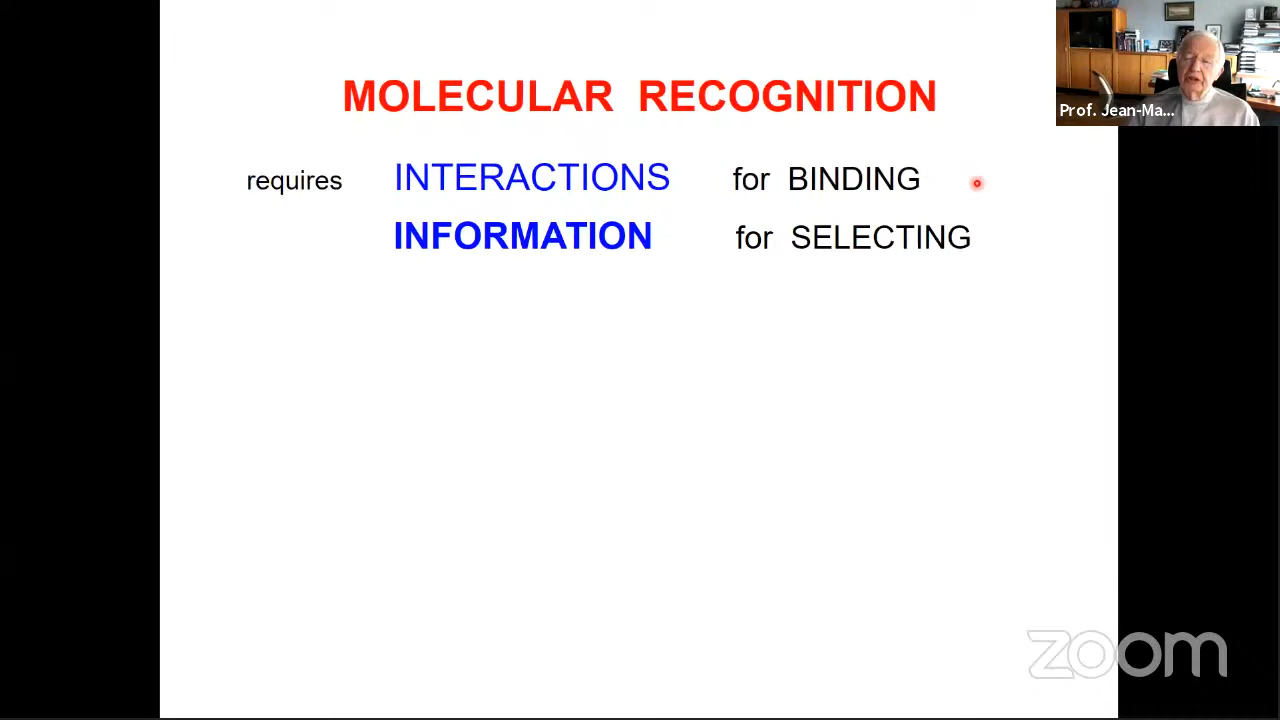 MOLECULAR RECOGNITION
Prof. Jean-Ma...
requires INTERACTIONS for BINDING
INFORMATION for SELECTING
zoom